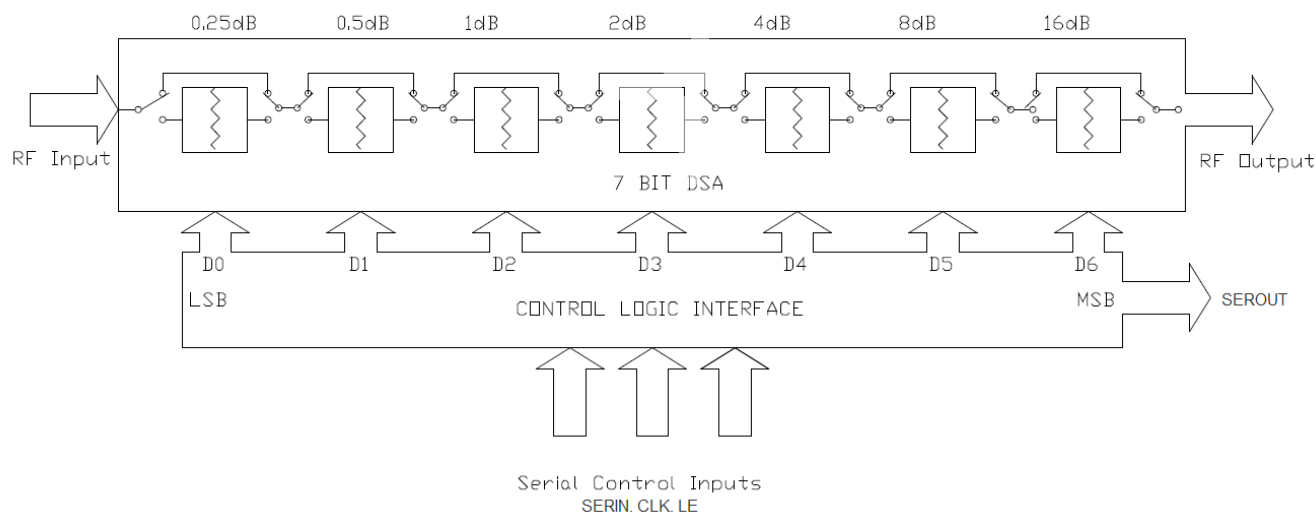 0.25dB 0.5dB 1dB 2dB 4dB 8dB 16dB
RF Input
RF Output
7 BIT DSA
D0 D1 D2 D3 D4 D5 D6
LSB
MSB
SEROUT
CONTROL LOGIC INTERFACE
Serial Control Inputs
SERIN, CLK, LE